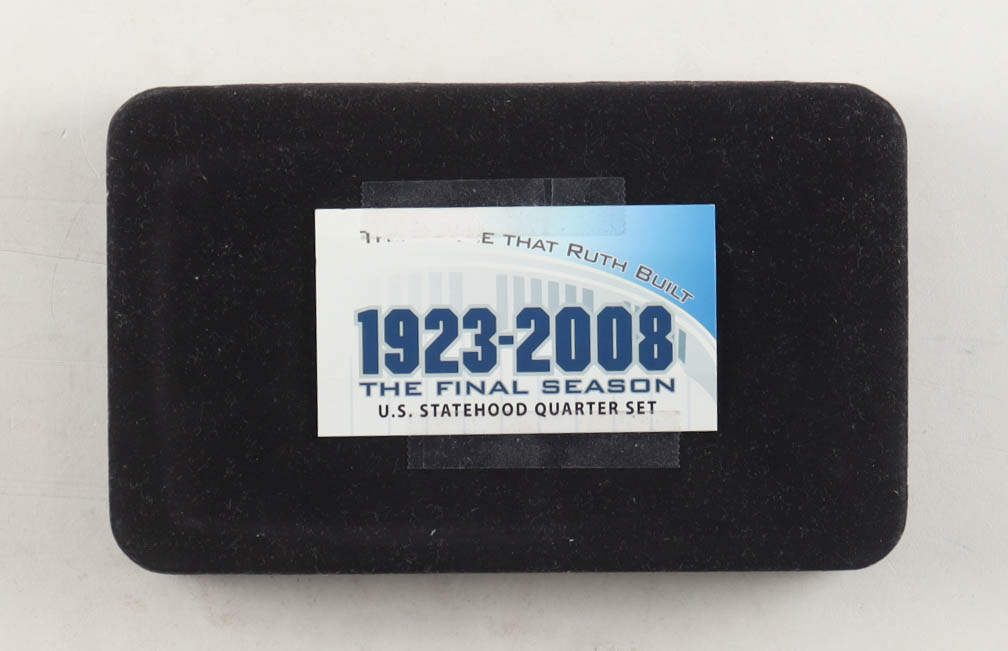 THAT RUTH BUILT
1923-2008
THE FINAL SEASON
U.S. STATEHOOD QUARTER SET